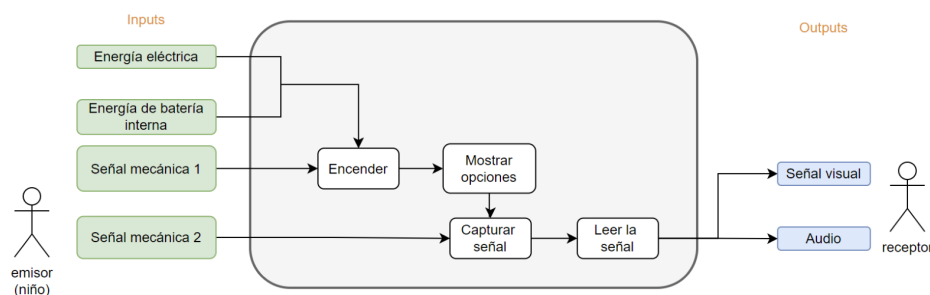 Inputs
Outputs
Energía eléctrica
Energía de batería
interna
Señal mecánica 1
Encender
Mostrar
opciones
Señal visual
Señal mecánica 2
Capturar
señal
Leer la
señal
Audio
emisor
(niño)
receptor